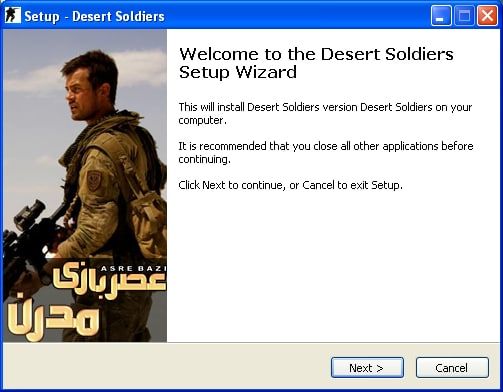 Setup - Desert Soldiers
Welcome to the Desert Soldiers
Setup Wizard
This will install Desert Soldiers version Desert Soldiers on your
computer.
It is recommended that you close all other applications before
continuing.
Click Next to continue, or Cancel to exit Setup.
ASRE BAZI
عصر بازی
مدرن
Next >
Cancel